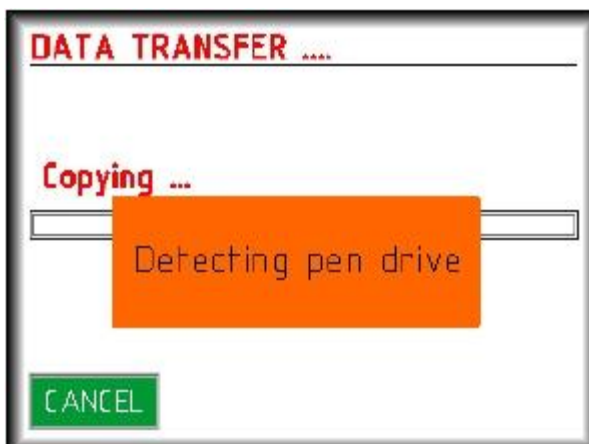 DATA TRANSFER ....
Copying ...
Detecting pen drive
CANCEL